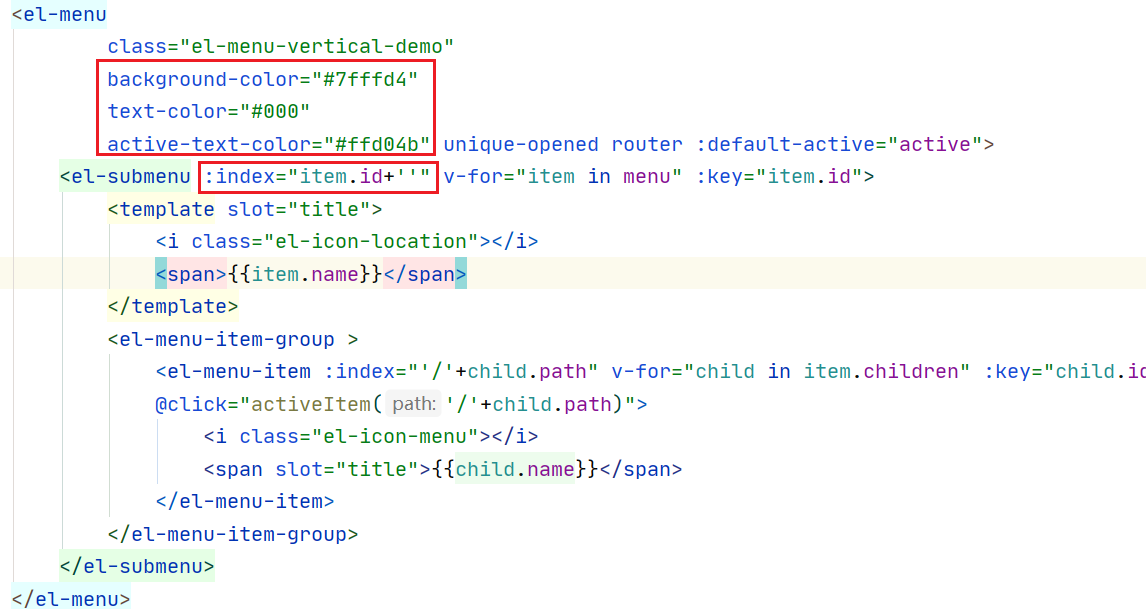 <el-menu
class="el-menu-vertical-demo"
background-color="#7fffd4"
text-color="#000"
active-text-color="#ffd04b" unique-opened router :default-active="active">
<el-submenu :index="item.id+''" v-for="item in menu" :key="item.id">
<template slot="title">
<i class="el-icon-location"></i>
<span>{{item.name}}</span>
</template>
<el-menu-item-group >
<el-menu-item :index="'/'+child.path" v-for="child in item.children" :key="child.id
@click="activeItem( path: '/'+child.path)">
<i class="el-icon-menu"></i>
<span slot="title">{{child.name}}</span>
</el-menu-item>
</el-menu-item-group>
</el-submenu>
</el-menu>